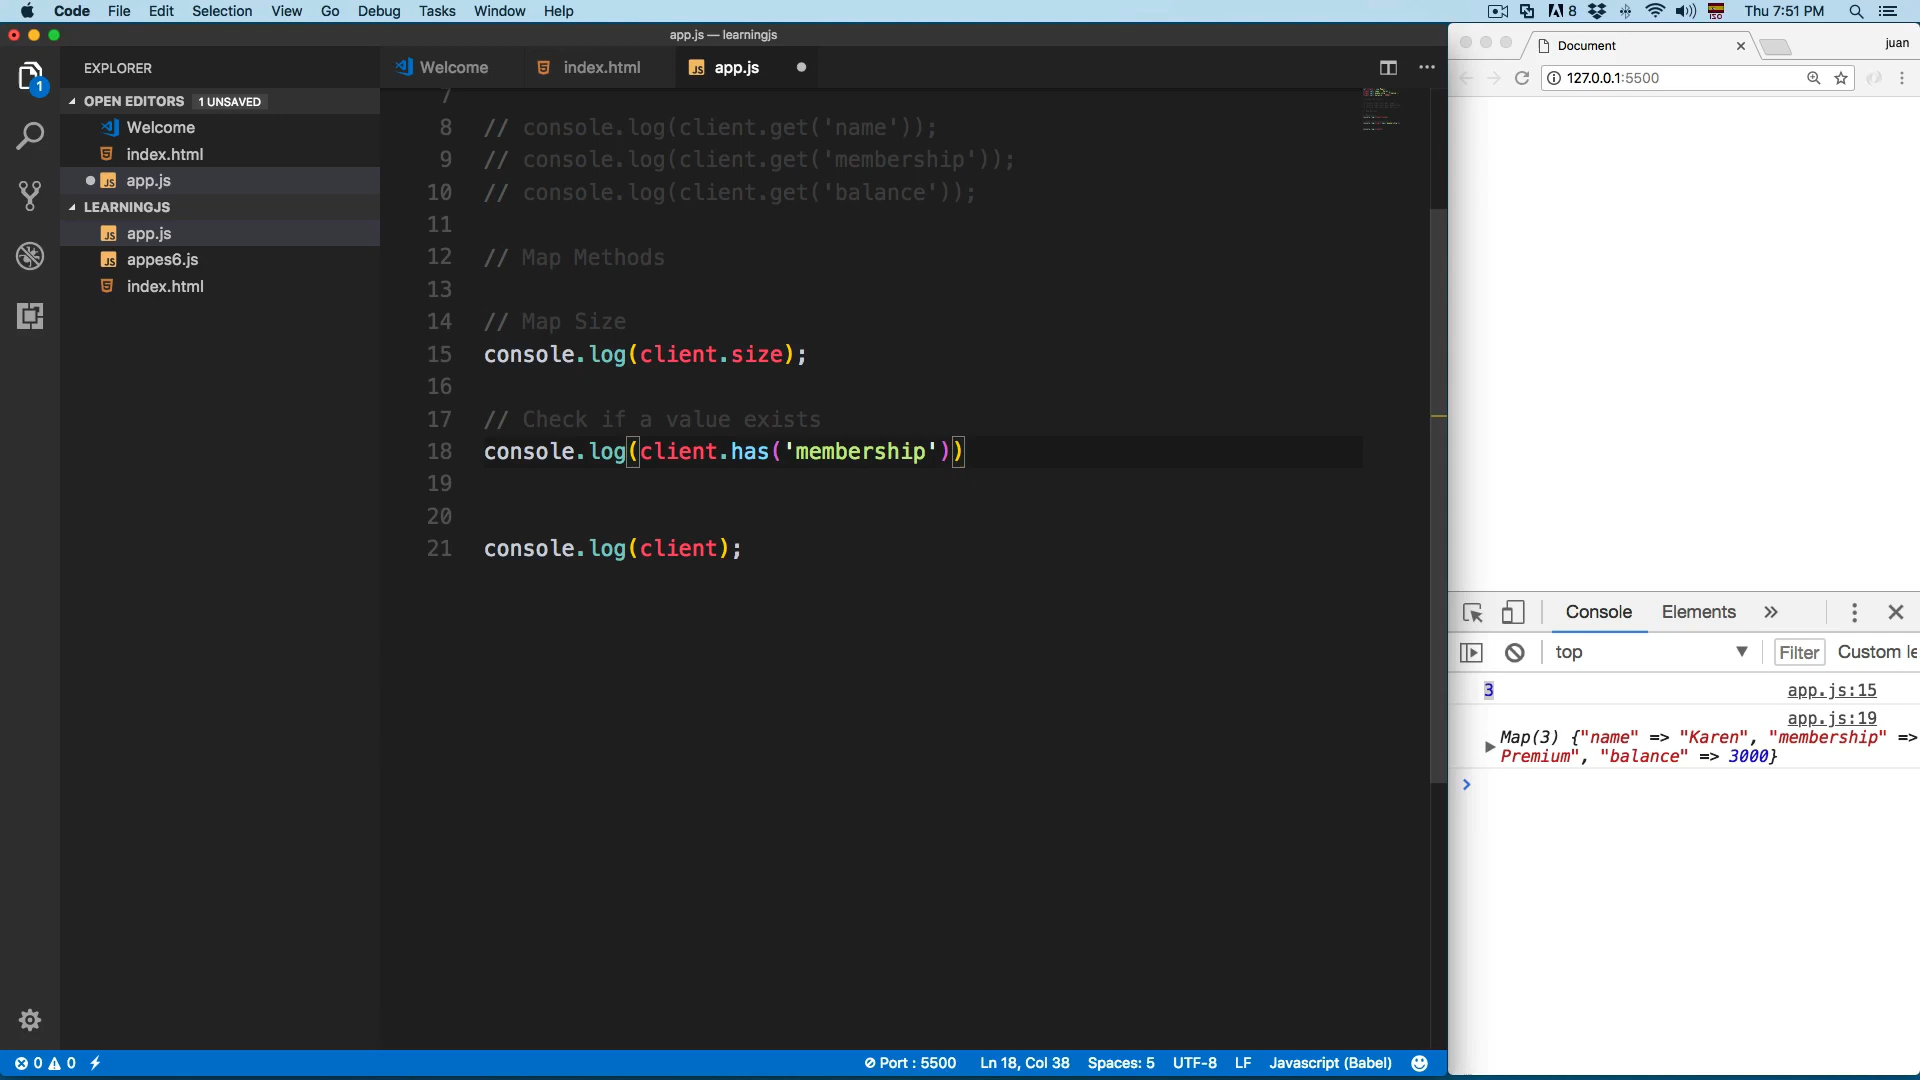 Code File Edit Selection View Go Debug Tasks Window Help
8 Thu 7:51 PM
app.js — learningjs
EXPLORER
OPEN EDITORS 1 UNSAVED
Welcome
index.html
app.js
LEARNINGJS
app.js
appes6.js
index.html
1
Welcome index.html app.js
7
8 // console.log(client.get('name'));
9 // console.log(client.get('membership'));
10 // console.log(client.get('balance'));
11
12 // Map Methods
13
14 // Map Size
15 console.log(client.size);
16
17 // Check if a value exists
18 console.log(client.has('membership'))
19
20
21 console.log(client);
0 0 Port : 5500 Ln 18, Col 38 Spaces: 5 UTF-8 LF Javascript (Babel)
Document juan
127.0.0.1:5500
Console Elements
top Filter Custom le
3 app.js:15
app.js:19
Map(3) {"name" => "Karen", "membership" =>
Premium", "balance" => 3000}